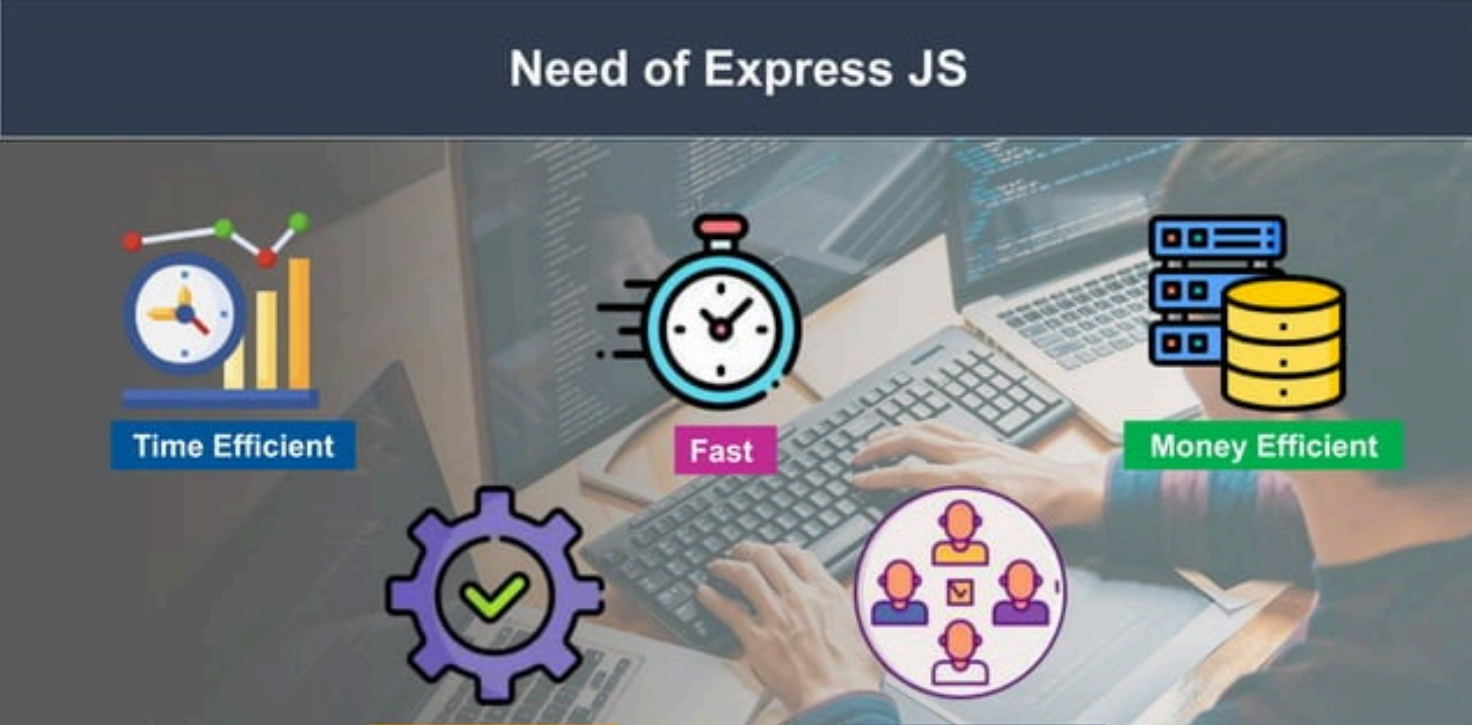 Need of Express JS
Time Efficient
Fast
Money Efficient